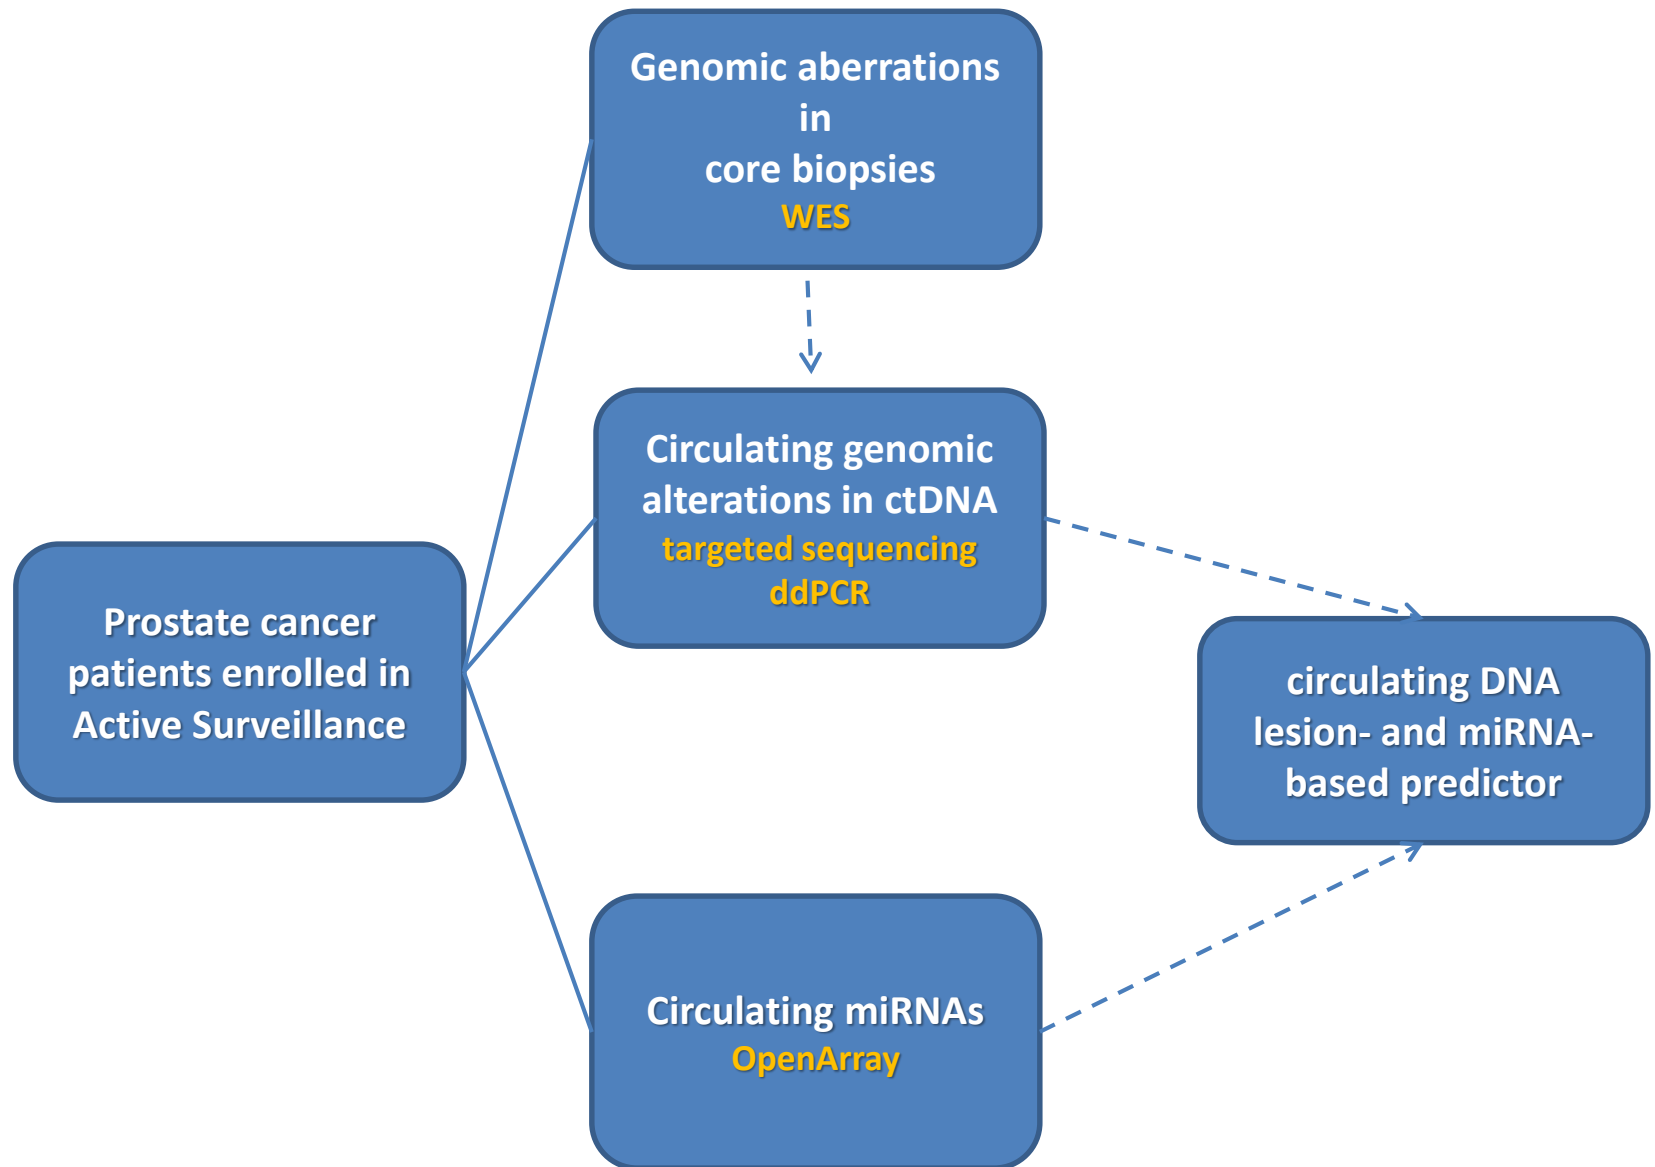 Genomic aberrations
in
core biopsies
WES
Circulating genomic
alterations in ctDNA
targeted sequencing
ddPCR
Prostate cancer
patients enrolled in
Active Surveillance
circulating DNA
lesion- and miRNA-
based predictor
Circulating miRNAs
OpenArray